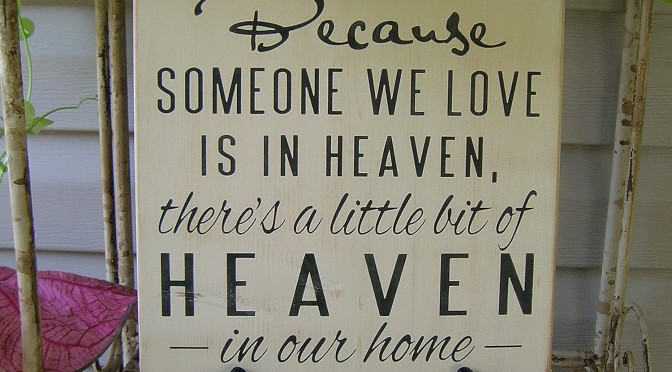 Because
SOMEONE WE LOVE
IS IN HEAVEN,
there's a little bit of
HEAVEN
– in our home –